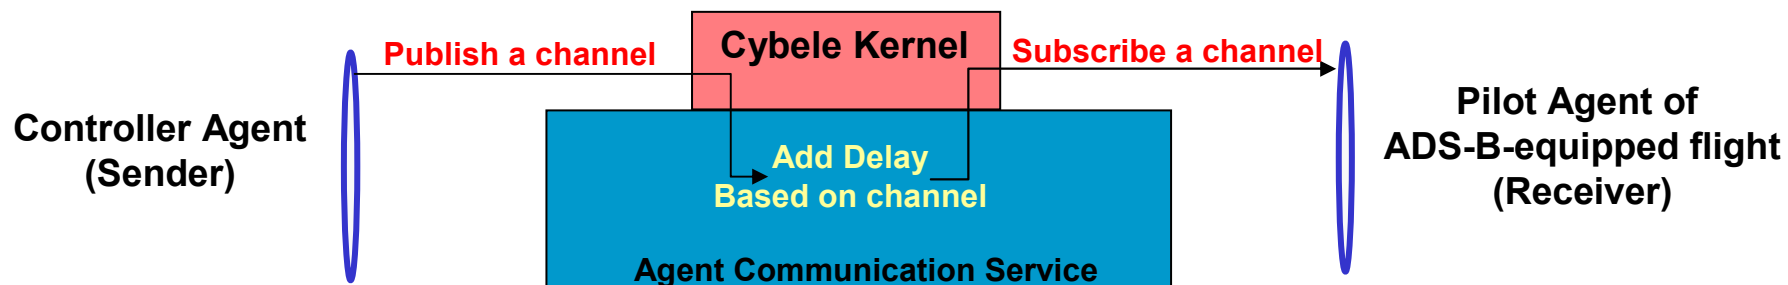 Publish a channel
Cybele Kernel
Subscribe a channel
Controller Agent
(Sender)
Add Delay
Based on channel
Pilot Agent of
ADS-B-equipped flight
(Receiver)
Agent Communication Service